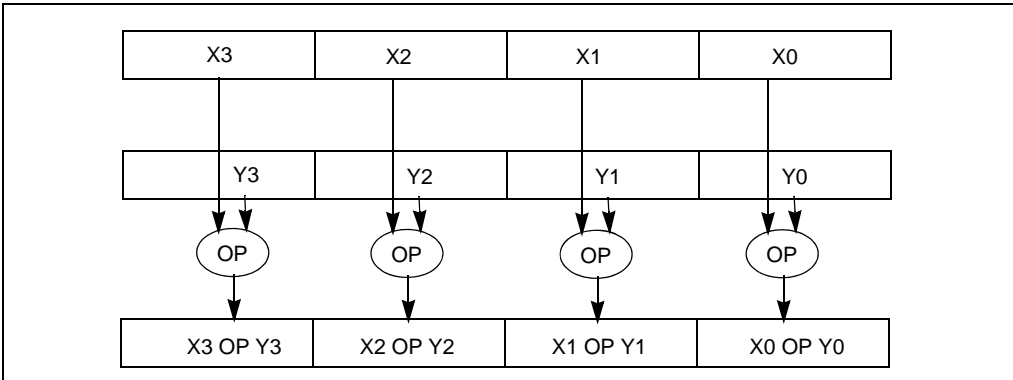 X3 X2 X1 X0
Y3 Y2 Y1 Y0
OP OP OP OP
X3 OP Y3 X2 OP Y2 X1 OP Y1 X0 OP Y0